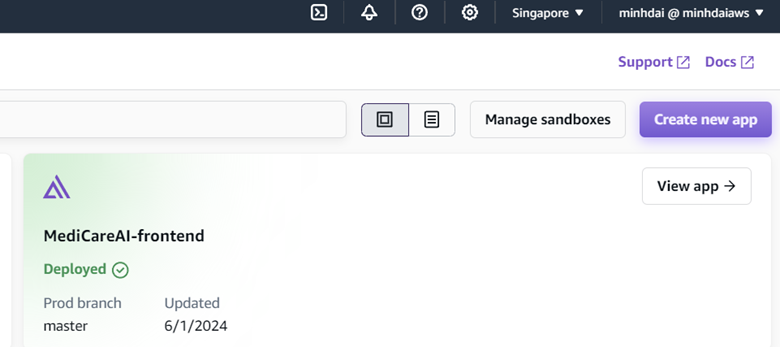 Singapore ▼ minhdai @ minhdaiaws ▼
Support Docs
Manage sandboxes Create new app
View app →
MediCareAI-frontend
Deployed
Prod branch Updated
master 6/1/2024